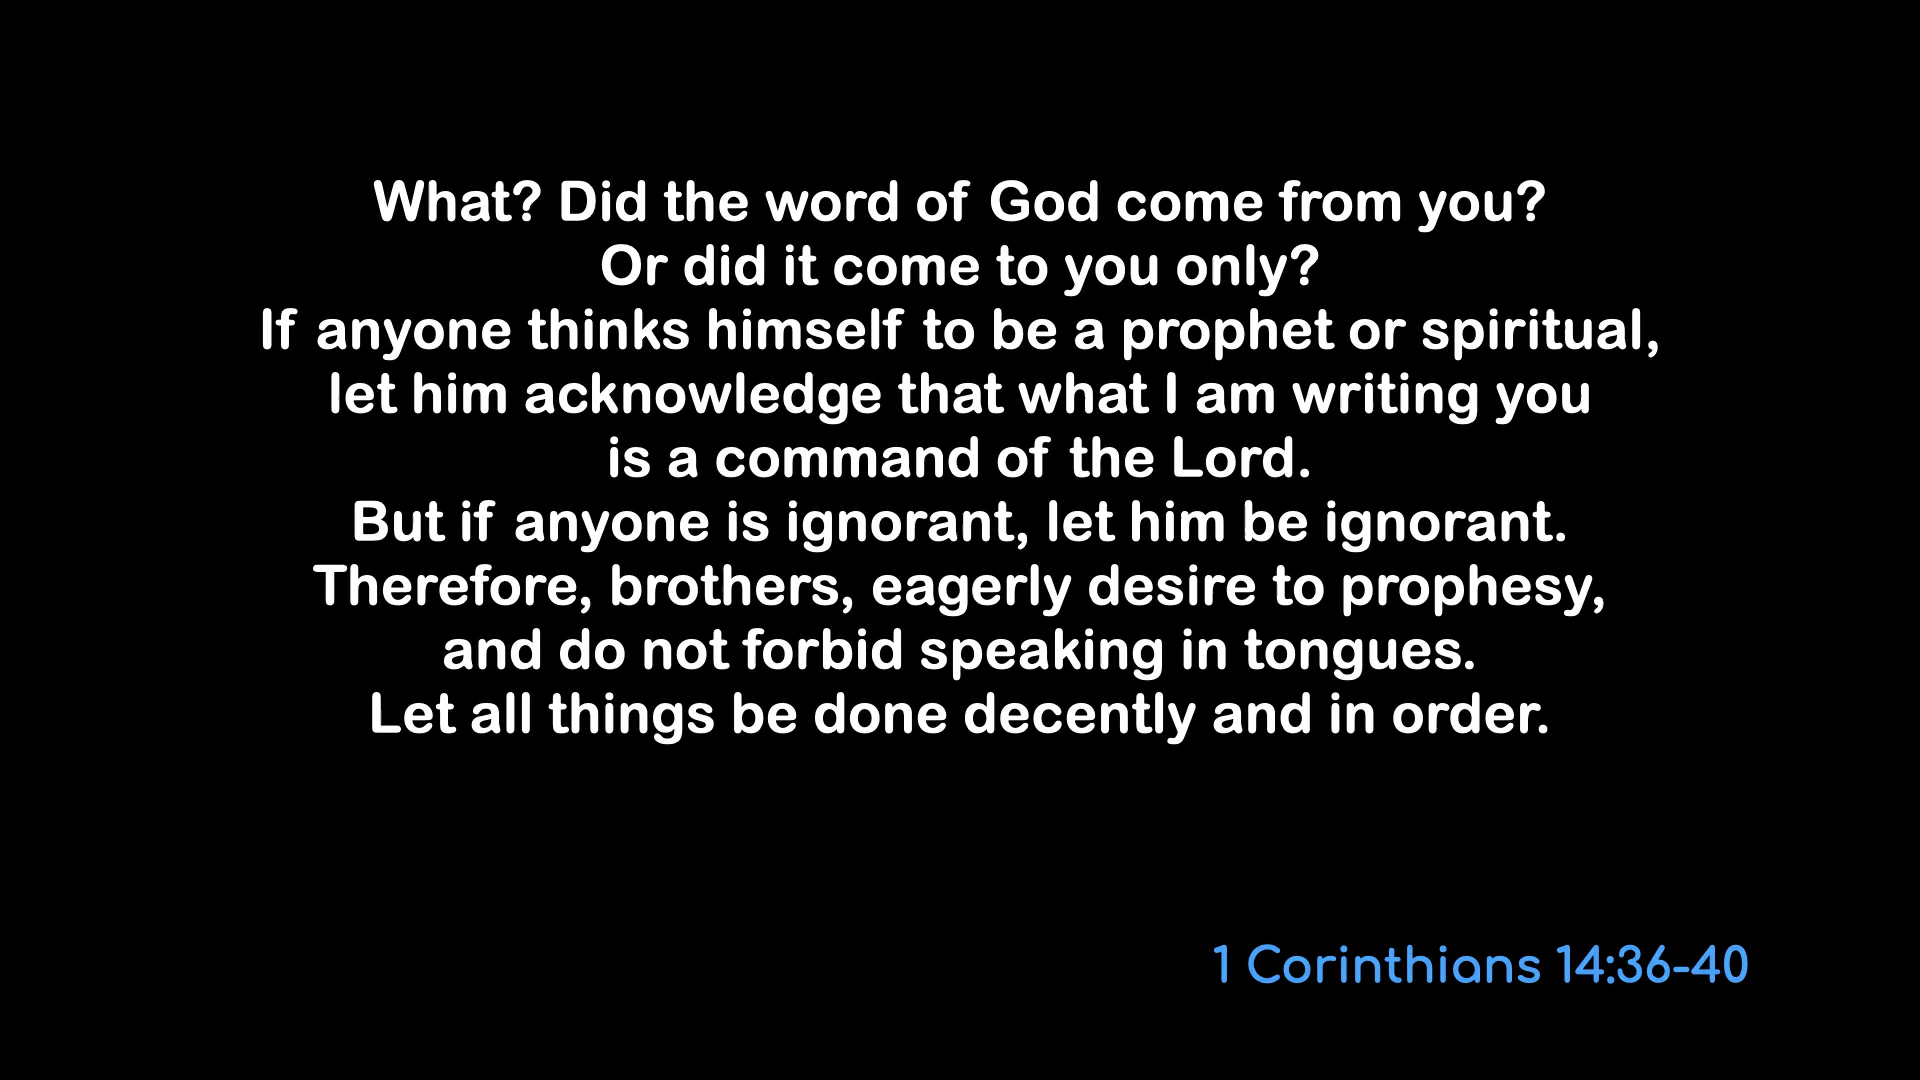 What? Did the word of God come from you?
Or did it come to you only?
If anyone thinks himself to be a prophet or spiritual,
let him acknowledge that what I am writing you
is a command of the Lord.
But if anyone is ignorant, let him be ignorant.
Therefore, brothers, eagerly desire to prophesy,
and do not forbid speaking in tongues.
Let all things be done decently and in order.
1 Corinthians 14:36-40